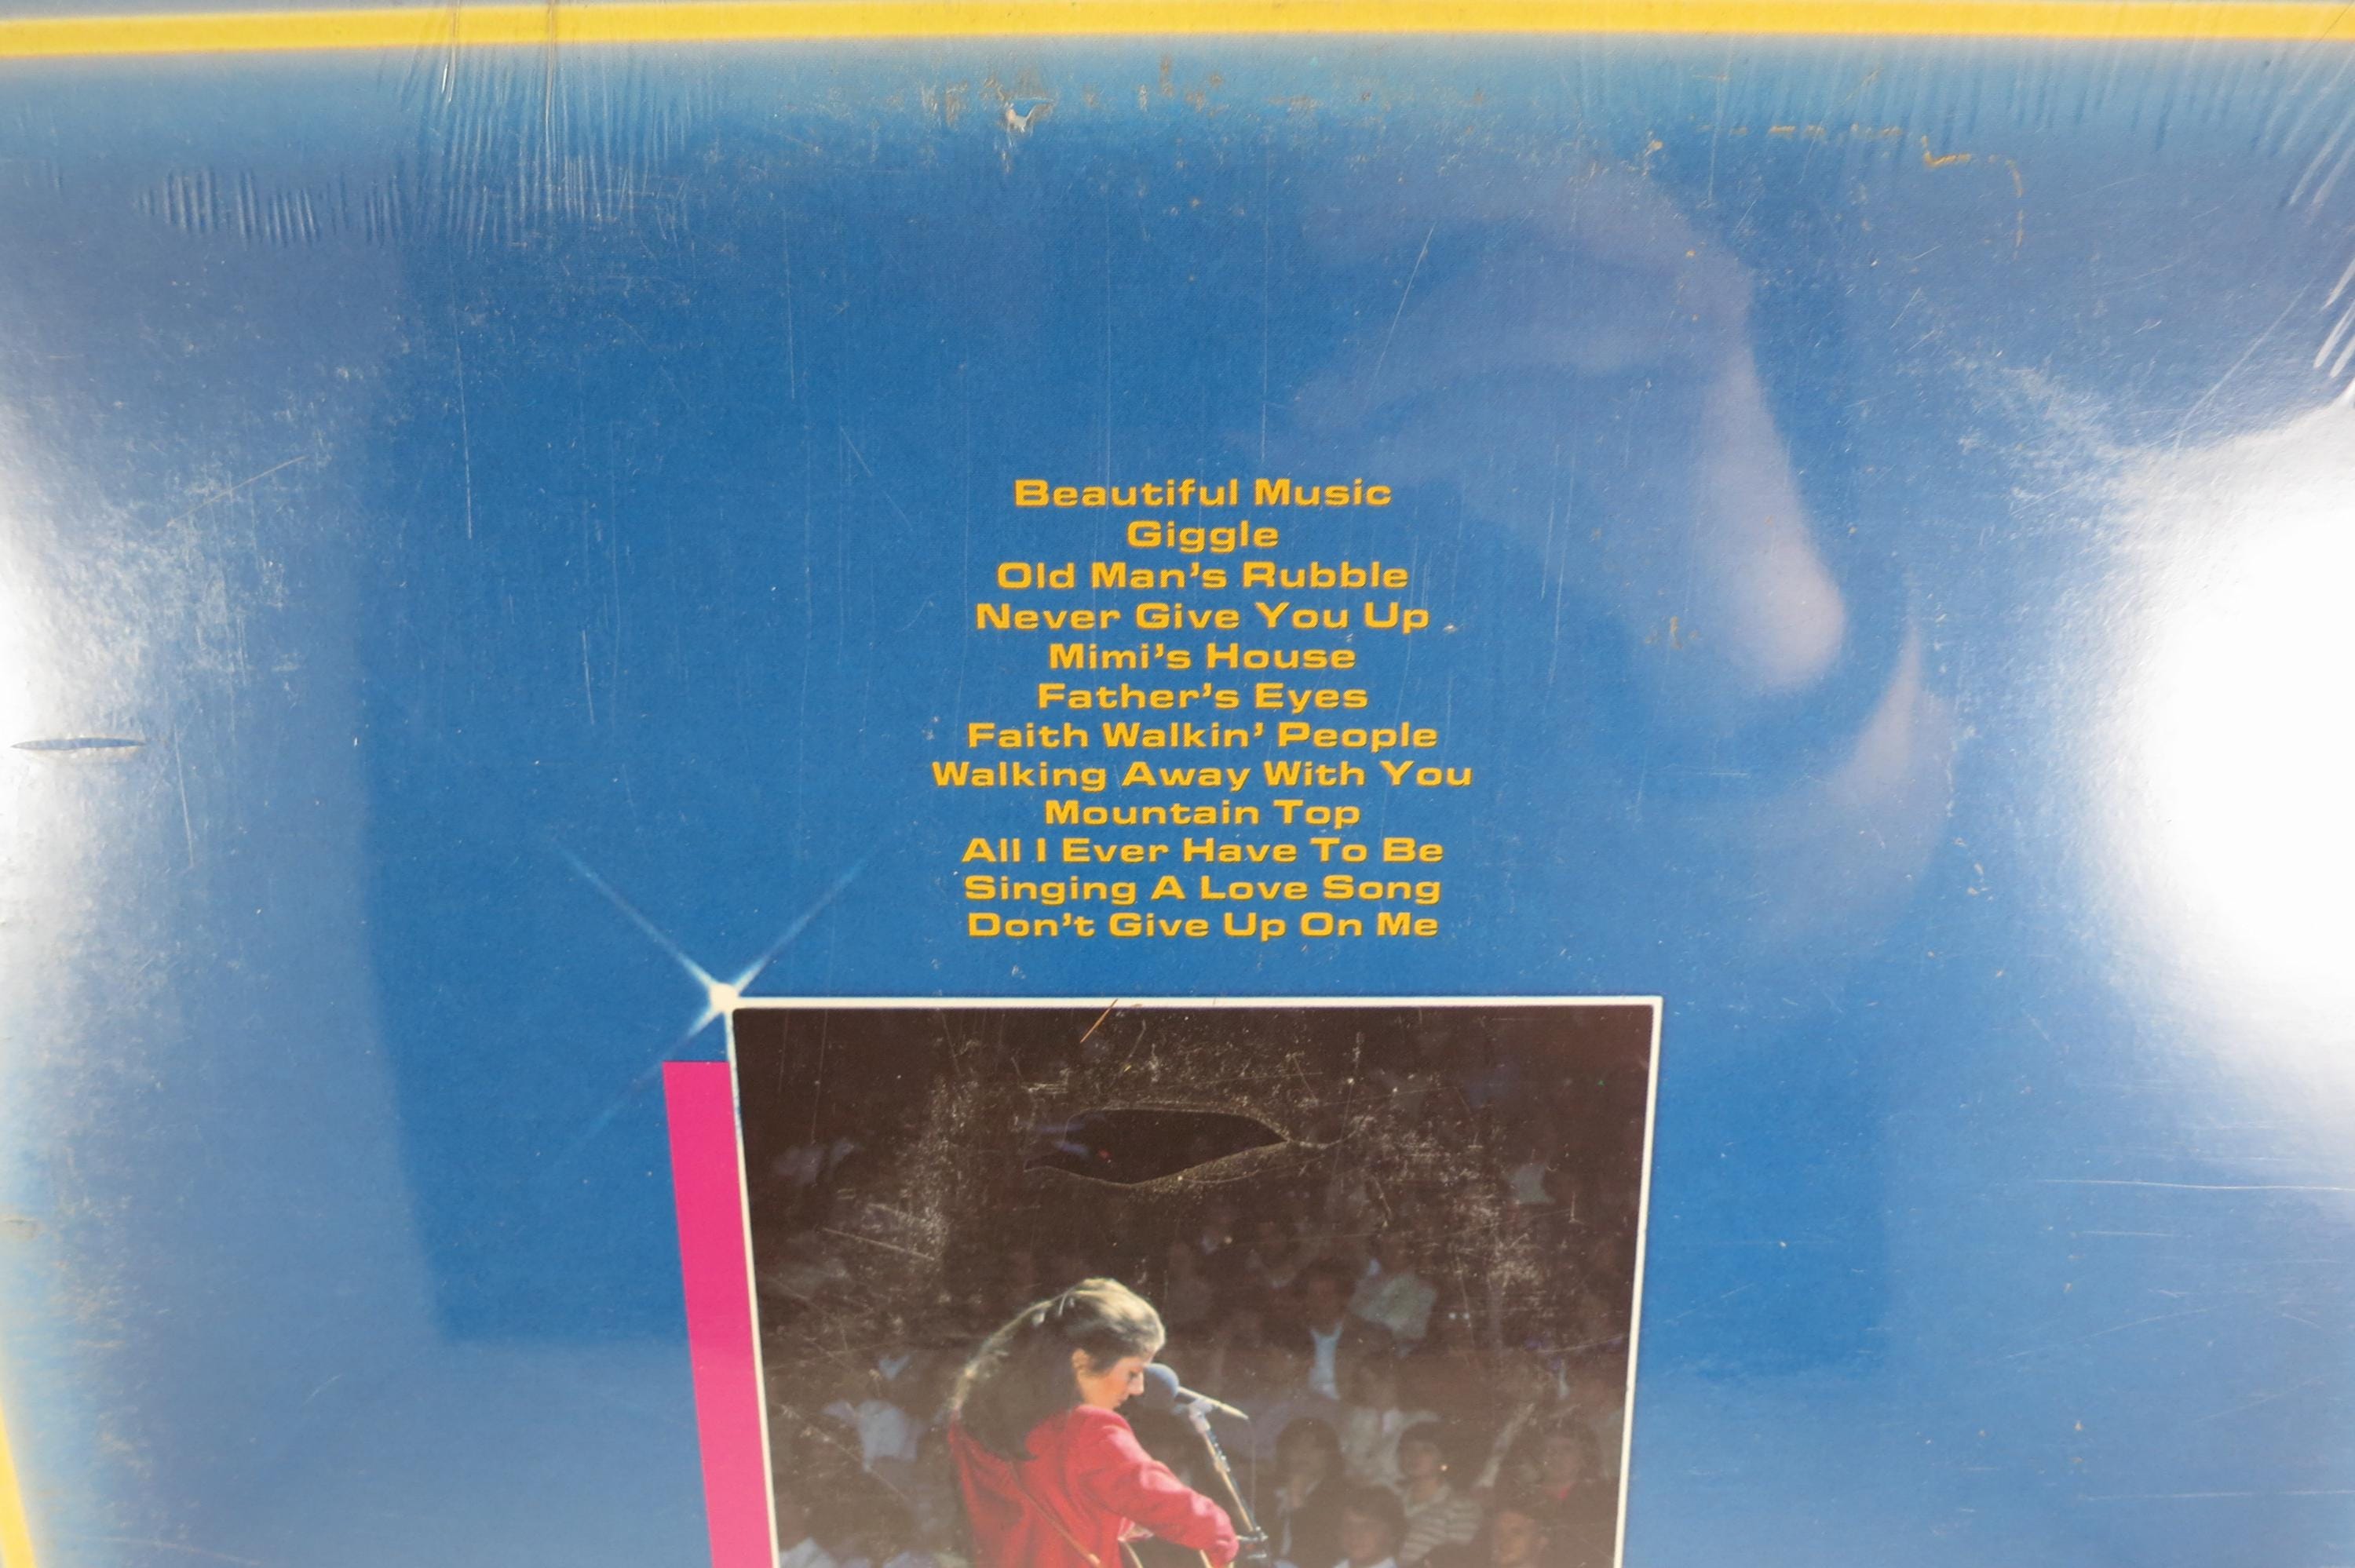 Beautiful Music
Giggle
Old Man's Rubble
Never Give You Up
Mimi's House
Father's Eyes
Faith Walkin' People
Walking Away With You
Mountain Top
All I Ever Have To Be
Singing A Love Song
Don't Give Up On Me